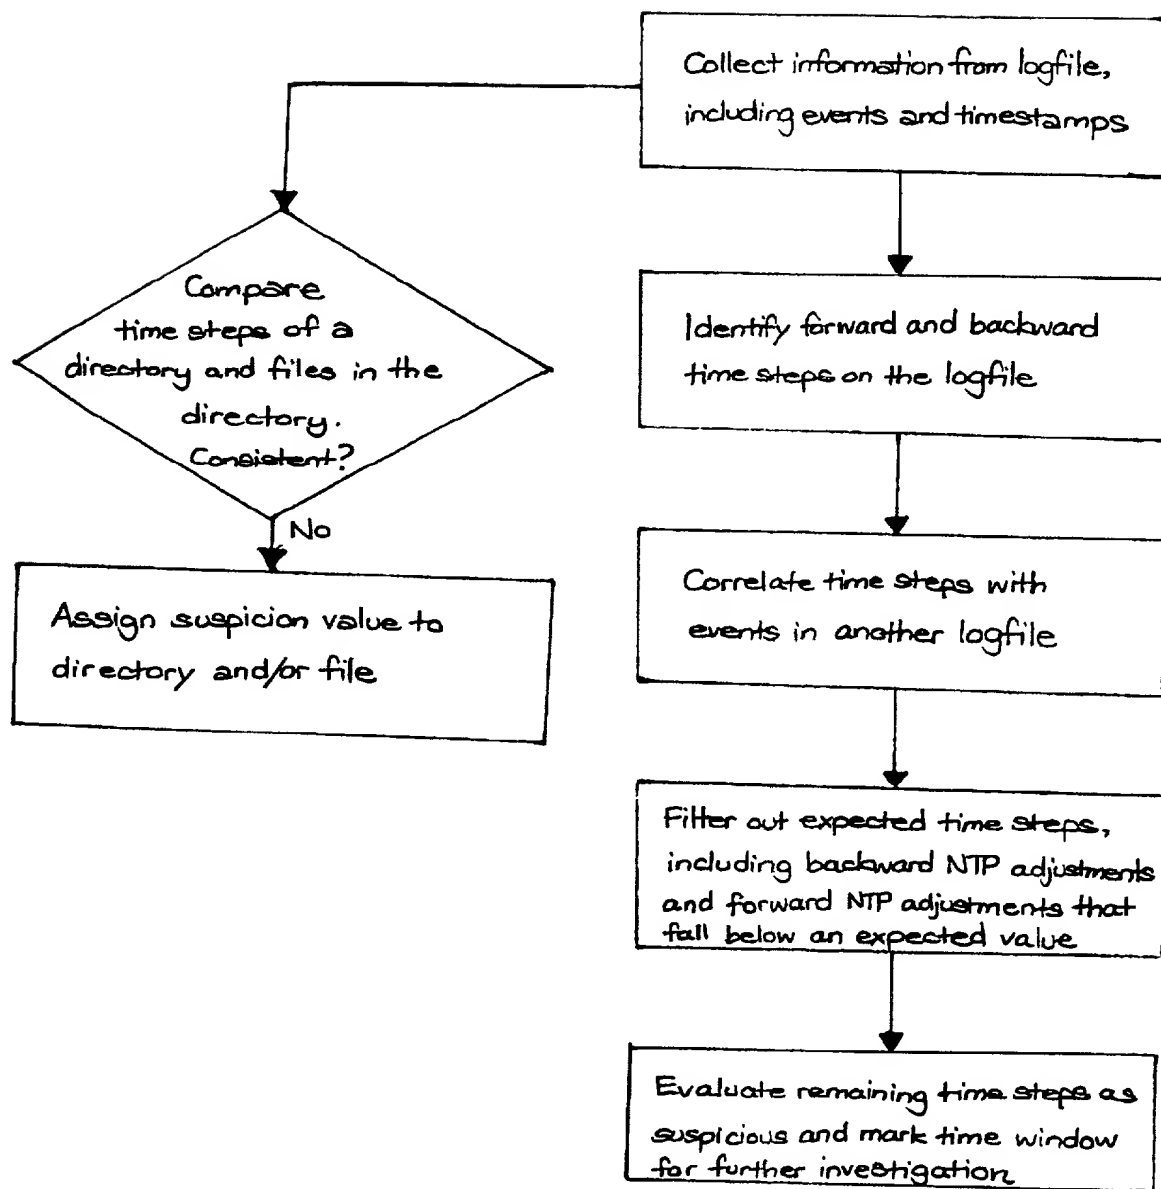 Collect information from logfile,
including events and timestamps
Compare
time steps of a
directory and files in the
directory.
Consistent?
No
Assign suspicion value to
directory and/or file
Identify forward and backward
time steps on the logfile
Correlate time steps with
events in another logfile
Filter out expected time steps,
including backward NTP adjustments
and forward NTP adjustments that
fall below an expected value
Evaluate remaining time steps as
suspicious and mark time window
for further investigation